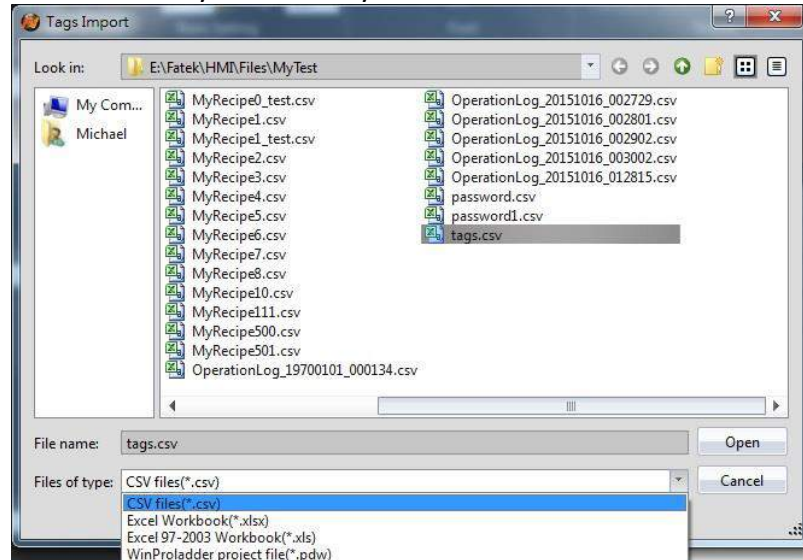 Tags Import
Look in:
E:\Fatek\HMI\Files\MyTest
My Com...
Michael
MyRecipe0_test.csv
MyRecipe1.csv
MyRecipe1_test.csv
MyRecipe2.csv
MyRecipe3.csv
MyRecipe4.csv
MyRecipe5.csv
MyRecipe6.csv
MyRecipe7.csv
MyRecipe8.csv
MyRecipe10.csv
MyRecipe111.csv
MyRecipe500.csv
MyRecipe501.csv
OperationLog_19700101_000134.csv
OperationLog_20151016_002729.csv
OperationLog_20151016_002801.csv
OperationLog_20151016_002902.csv
OperationLog_20151016_003002.csv
OperationLog_20151016_012815.csv
password.csv
password1.csv
tags.csv
File name: tags.csv
Open
Files of type: CSV files(*.csv)
Cancel
CSV files(*.csv)
Excel Workbook(*.xlsx)
Excel 97-2003 Workbook(*.xls)
WinProladder project file(*.pdw)